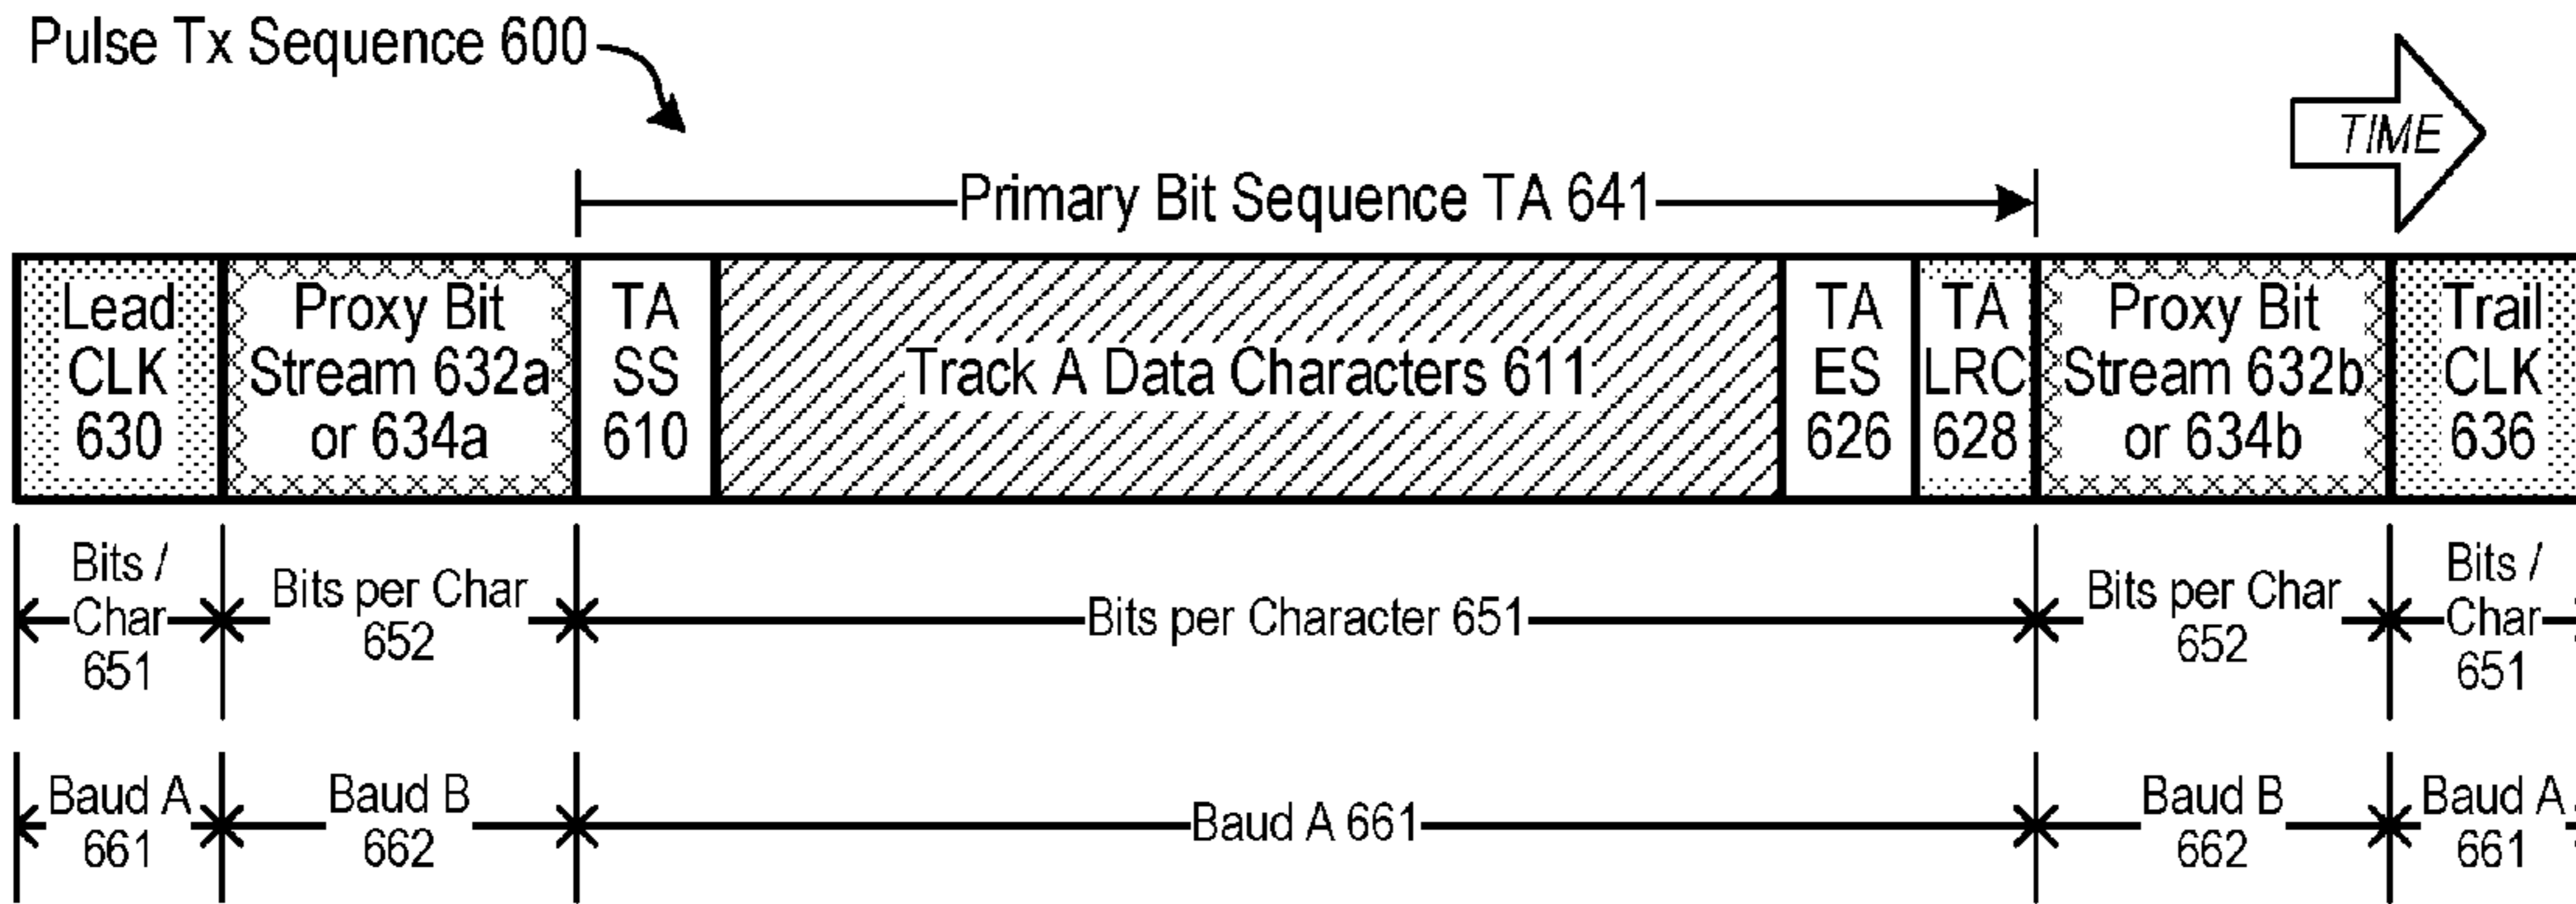 Pulse Tx Sequence 600
TIME
Primary Bit Sequence TA 641
Lead
CLK
630
Proxy Bit
Stream 632a
or 634a
TA
SS
610
Track A Data Characters 611
TA
ES
626
TA
LRC
628
Proxy Bit
Stream 632b
or 634b
Trail
CLK
636
Bits /
Char
651
Bits per Char
652
Bits per Character 651
Bits per Char
652
Bits /
Char
651
Baud A
661
Baud B
662
Baud A 661
Baud B
662
Baud A
661